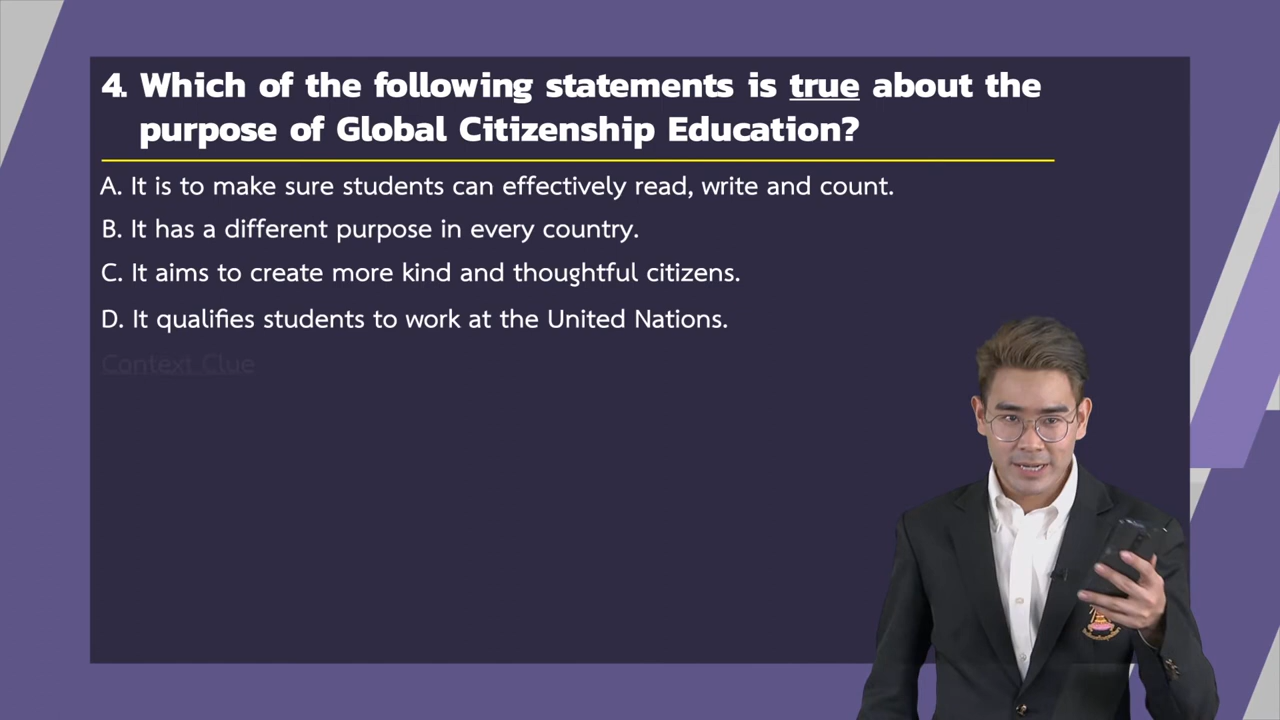 4. Which of the following statements is true about the
purpose of Global Citizenship Education?
A. It is to make sure students can effectively read, write and count.
B. It has a different purpose in every country.
C. It aims to create more kind and thoughtful citizens.
D. It qualifies students to work at the United Nations.
Context Clue